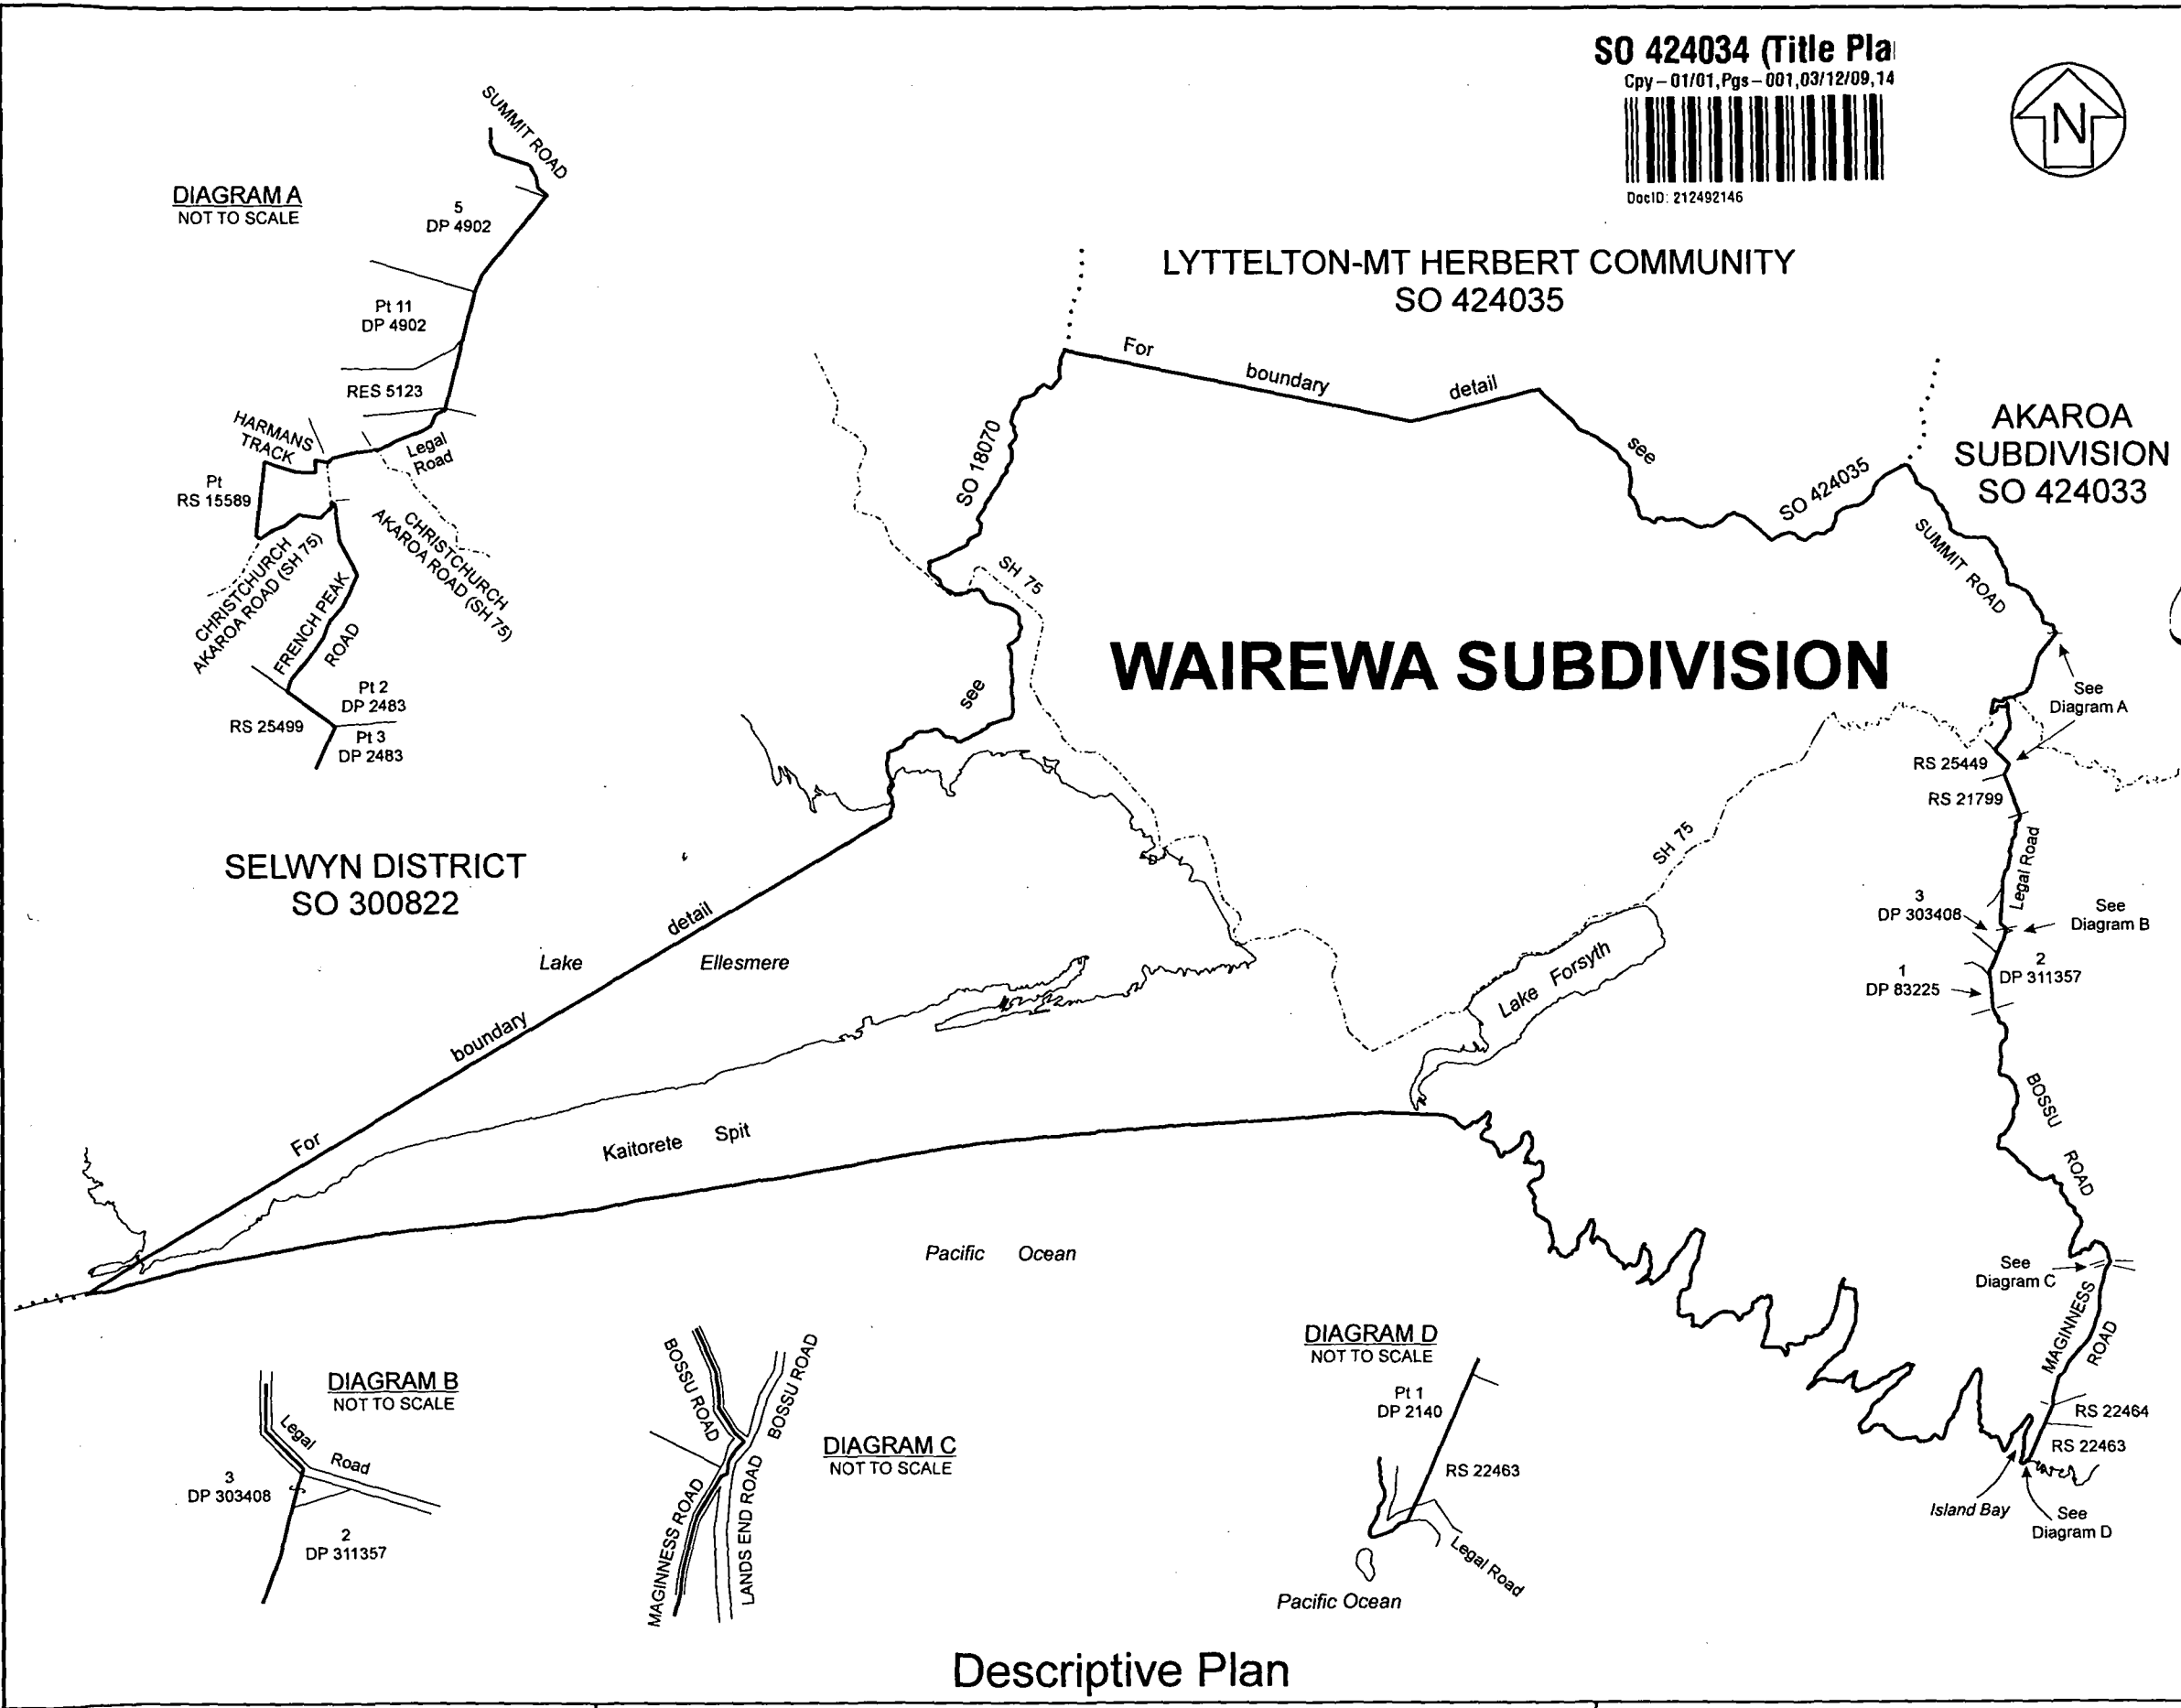 SO 424034 (Title Pla
Cpy – 01/01, Pgs – 001, 03/12/09, 14
DocID: 212492146
N
DIAGRAM A
NOT TO SCALE
SUMMIT ROAD
5
DP 4902
Pt 11
DP 4902
RES 5123
HARMANS
TRACK
Legal
Road
Pt
RS 15589
CHRISTCHURCH
AKAROA ROAD (SH 75)
CHRISTCHURCH
AKAROA ROAD (SH 75)
FRENCH PEAK
ROAD
Pt 2
DP 2483
RS 25499
Pt 3
DP 2483
LYTTELTON-MT HERBERT COMMUNITY
SO 424035
For boundary detail see SO 424035
AKAROA
SUBDIVISION
SO 424033
SO 18070
SH 75
see
SUMMIT ROAD
WAIREWA SUBDIVISION
See
Diagram A
RS 25449
RS 21799
SH 75
Legal Road
SELWYN DISTRICT
SO 300822
3
DP 303408
See
Diagram B
2
DP 311357
1
DP 83225
detail
Lake Ellesmere
Lake Forsyth
boundary
For
Kaitorete Spit
BOSSU
ROAD
Pacific Ocean
See
Diagram C
MAGINNESS
ROAD
RS 22464
RS 22463
Island Bay
See
Diagram D
DIAGRAM B
NOT TO SCALE
Legal
Road
3
DP 303408
2
DP 311357
BOSSU ROAD
BOSSU ROAD
DIAGRAM C
NOT TO SCALE
MAGINNESS ROAD
LANDS END ROAD
DIAGRAM D
NOT TO SCALE
Pt 1
DP 2140
RS 22463
Legal Road
Pacific Ocean
Descriptive Plan